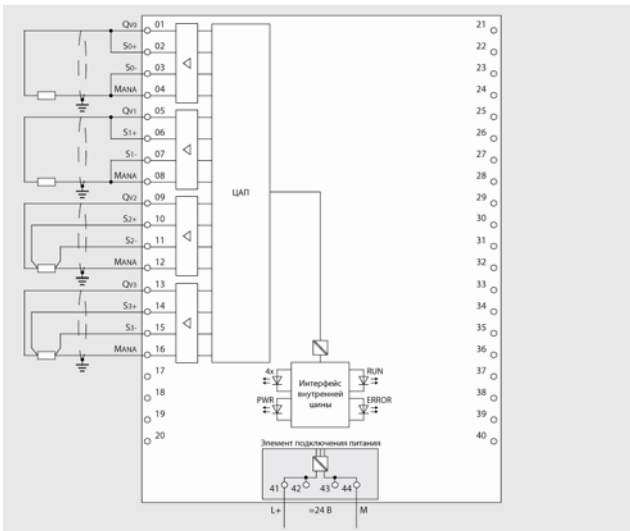 Qv0 01 21
S0+ 02 22
S0- 03 23
MANA 04 24
Qv1 05 25
S1+ 06 26
S1- 07 27
MANA 08 28
ЦАП
Qv2 09 29
S2+ 10 30
S2- 11 31
MANA 12 32
Qv3 13 33
S3+ 14 34
S3- 15 35
MANA 16 36
17 37
18 38
19 39
20 40
4x RUN
Интерфейс
внутренней
шины
PWR ERROR
Элемент подключения питания
41 42 43 44
L+ =24 В M